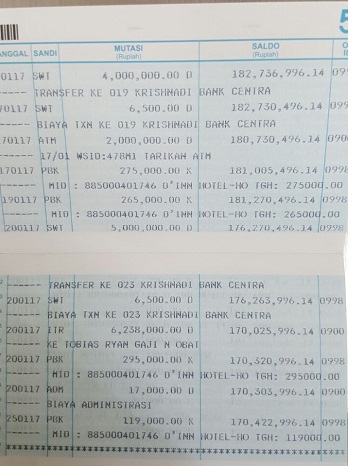 5
ANGGAL SANDI MUTASI (Rupiah) SALDO (Rupiah)
70117 SWT 4,000,000.00 D 182,736,996.14 099
------ TRANSFER KE 019 KRISHNADI BANK CENTRA
70117 SWT 6,500.00 D 182,730,496.14 099
------ BIAYA TXN KE 019 KRISHNADI BANK CENTRA
170117 ATM 2,000,000.00 D 180,730,496.14 0900
------ 17/01 WSID:478M1 TARIKAN ATM
170117 PBK 275,000.00 K 181,005,496.14 0998
------ MID : 885000401746 D'INN HOTEL-HO TGH: 275000.00
190117 PBK 265,000.00 K 181,270,496.14 0998
------ MID : 885000401746 D'INN HOTEL-HO TGH: 265000.00
200117 SWT 5,000,000.00 D 176,270,496.14 0998
------ TRANSFER KE 023 KRISHNADI BANK CENTRA
200117 SWT 6,500.00 D 176,263,996.14 0998
------ BIAYA TXN KE 023 KRISHNADI BANK CENTRA
200117 ITR 6,238,000.00 D 170,025,996.14 0900
------ KE TOBIAS RYAN GAJI N OBAT
200117 PBK 295,000.00 K 170,320,996.14 0998
------ MID : 885000401746 D'INN HOTEL-HO TGH: 295000.00
200117 ADM 17,000.00 D 170,303,996.14 0900
------ BIAYA ADMINISTRASI
250117 PBK 119,000.00 K 170,422,996.14 0998
------ MID : 885000401746 D'INN HOTEL-HO TGH: 119000.00